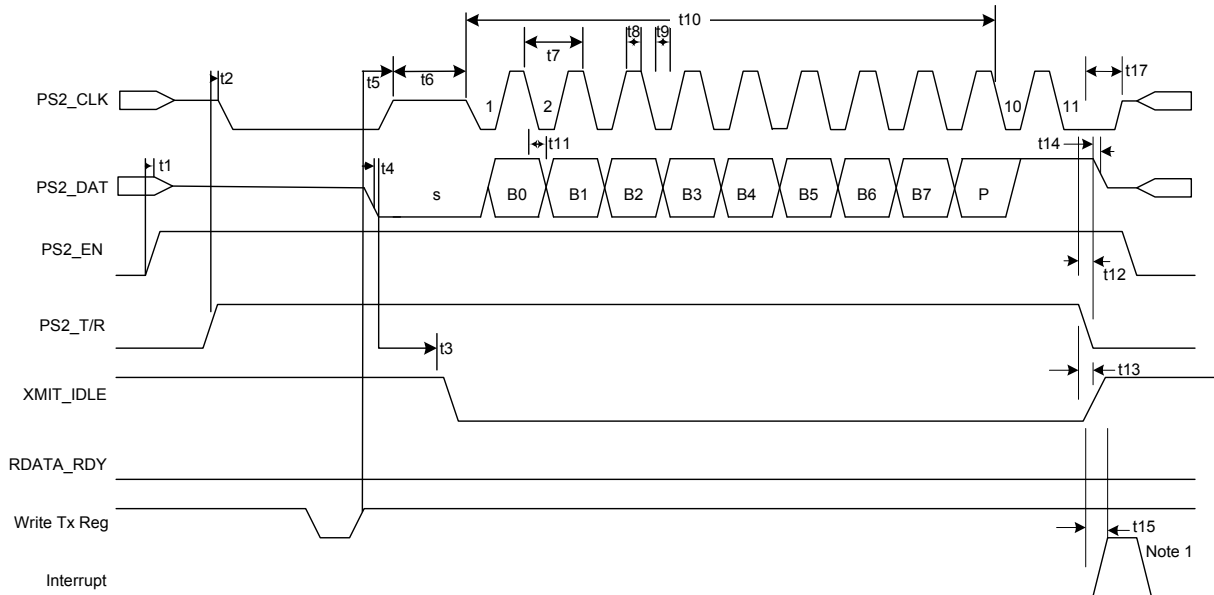 t10
t8 t9
t2 t7 t17
t5 t6
PS2_CLK 1 2 10 11
t11 t14
t1 t4
PS2_DAT s B0 B1 B2 B3 B4 B5 B6 B7 P
PS2_EN
t12
PS2_T/R
t3
t13
XMIT_IDLE
RDATA_RDY
Write Tx Reg t15
Note 1
Interrupt